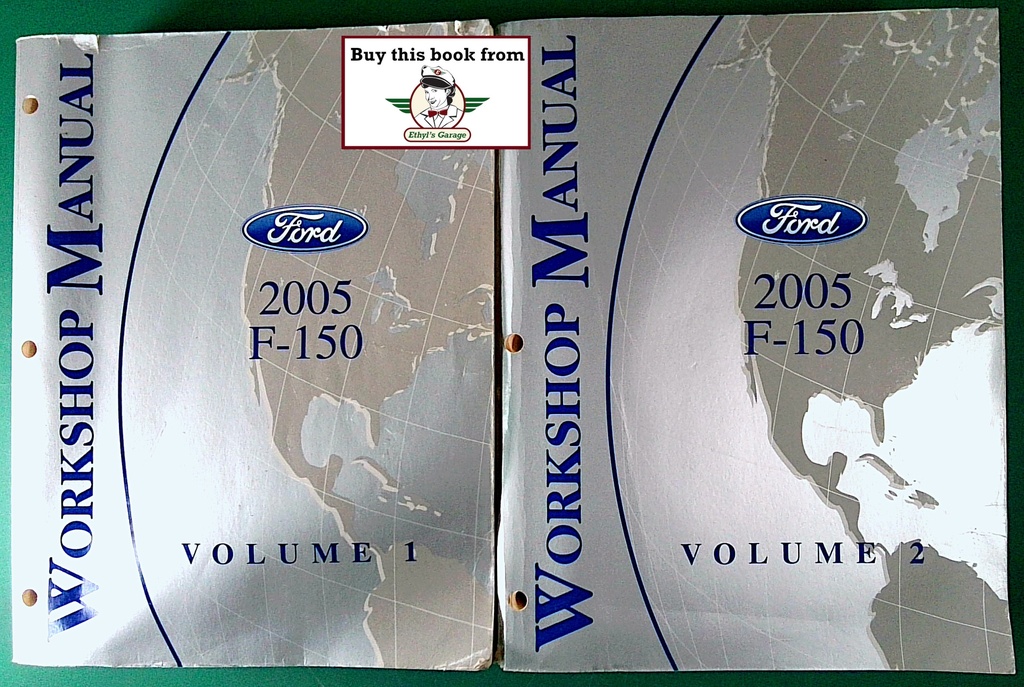 Buy this book from
Ethyl's Garage
WORKSHOP MANUAL
Ford
2005
F-150
VOLUME 1
WORKSHOP MANUAL
Ford
2005
F-150
VOLUME 2